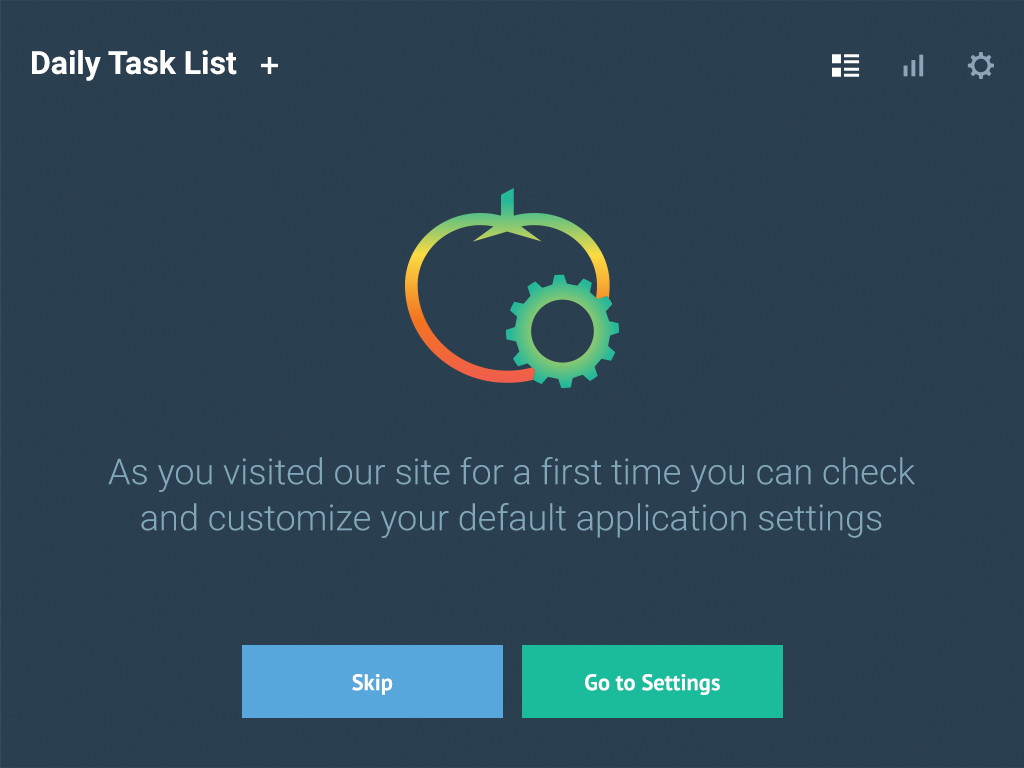 Daily Task List +
As you visited our site for a first time you can check
and customize your default application settings
Skip
Go to Settings